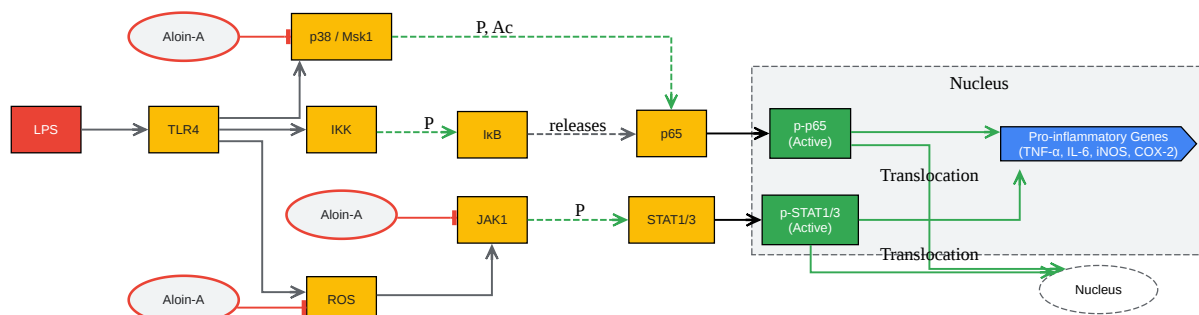 Aloin-A
p38 / Msk1
P, Ac
Nucleus
LPS
TLR4
IKK
P
IκB
releases
p65
p-p65
(Active)
Pro-inflammatory Genes
(TNF-α, IL-6, iNOS, COX-2)
Translocation
Aloin-A
JAK1
P
STAT1/3
p-STAT1/3
(Active)
Translocation
Aloin-A
ROS
Nucleus